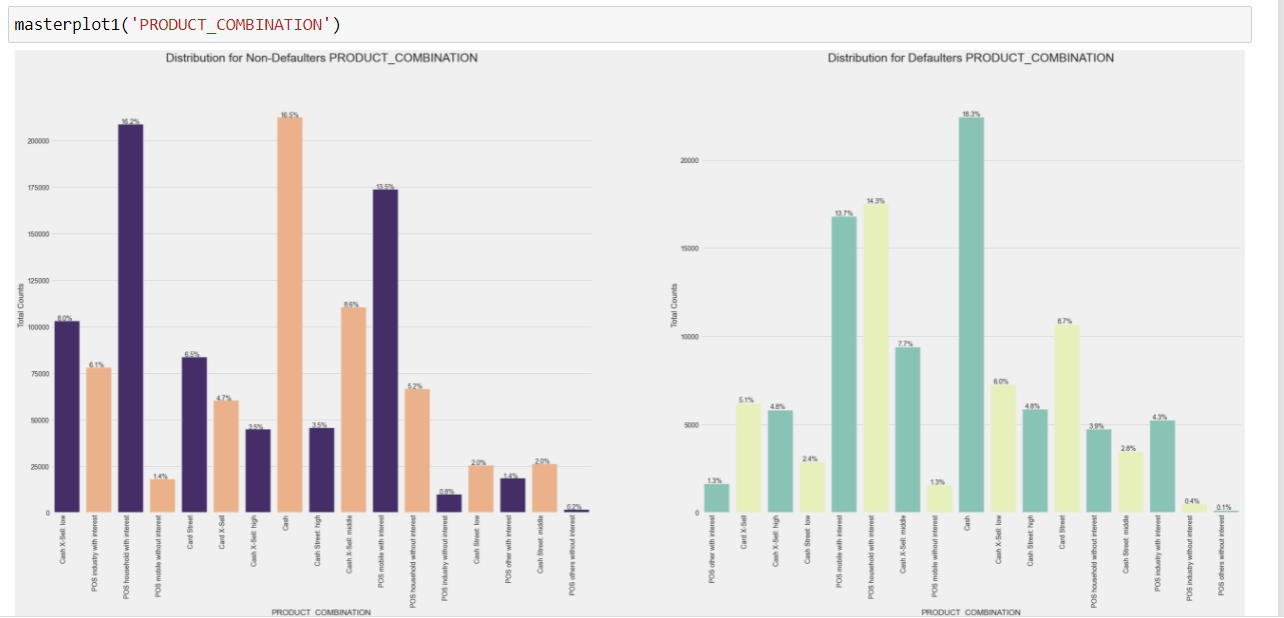 masterplot1('PRODUCT_COMBINATION')
Distribution for Non-Defaulters PRODUCT_COMBINATION
Total Counts
200000
175000
150000
125000
100000
75000
50000
25000
0
8.0%
6.1%
16.2%
1.4%
6.5%
4.7%
3.5%
16.5%
3.5%
8.6%
13.5%
5.2%
0.8%
2.0%
1.4%
2.0%
0.2%
Cash X-Sell: low
POS industry with interest
POS household with interest
POS mobile without interest
Card Street
Card X-Sell
Cash X-Sell: high
Cash
Cash Street: high
Cash X-Sell: middle
POS mobile with interest
POS household without interest
POS industry without interest
Cash Street: low
POS other with interest
Cash Street: middle
POS others without interest
PRODUCT_COMBINATION
Distribution for Defaulters PRODUCT_COMBINATION
Total Counts
20000
15000
10000
5000
0
1.3%
5.1%
4.8%
2.4%
13.7%
14.3%
7.7%
1.3%
18.3%
6.0%
4.8%
8.7%
3.9%
2.8%
4.3%
0.4%
0.1%
POS other with interest
Card X-Sell
Cash X-Sell: high
Cash Street: low
POS mobile with interest
POS household with interest
Cash X-Sell: middle
POS mobile without interest
Cash
Cash X-Sell: low
Cash Street: high
Card Street
POS household without interest
Cash Street: middle
POS industry with interest
POS industry without interest
POS others without interest
PRODUCT_COMBINATION